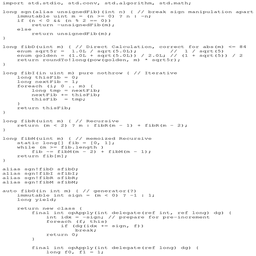 import std.stdio, std.conv, std.algorithm, std.math;
long sgn(alias unsignedFib)(int n) { // break sign manipulation apart
    immutable uint m = (n >= 0) ? n : -n;
    if (n < 0 && (n % 2 == 0))
        return -unsignedFib(m);
    else
        return unsignedFib(m);
}
long fibD(uint m) { // Direct Calculation, correct for abs(m) <= 84
    enum sqrt5r = 1.0L / sqrt(5.0L); // 1 / sqrt(5)
    enum golden = (1.0L + sqrt(5.0L)) / 2.0L; // (1 + sqrt(5)) / 2
    return roundTo!long(pow(golden, m) * sqrt5r);
}
long fibI(in uint m) pure nothrow { // Iterative
    long thisFib = 0;
    long nextFib = 1;
    foreach (i; 0 .. m) {
        long tmp = nextFib;
        nextFib += thisFib;
        thisFib = tmp;
    }
    return thisFib;
}
long fibR(uint m) { // Recursive
    return (m < 2) ? m : fibR(m - 1) + fibR(m - 2);
}
long fibM(uint m) { // memoized Recursive
    static long[] fib = [0, 1];
    while (m >= fib.length )
        fib ~= fibM(m - 2) + fibM(m - 1);
    return fib[m];
}
alias sgn!fibD sfibD;
alias sgn!fibI sfibI;
alias sgn!fibR sfibR;
alias sgn!fibM sfibM;
auto fibG(in int m) { // generator(?)
    immutable int sign = (m < 0) ? -1 : 1;
    long yield;
    return new class {
        final int opApply(int delegate(ref int, ref long) dg) {
            int idx = -sign; // prepare for pre-increment
            foreach (f; this)
                if (dg(idx += sign, f))
                    break;
            return 0;
        }
        final int opApply(int delegate(ref long) dg) {
            long f0, f1 = 1;